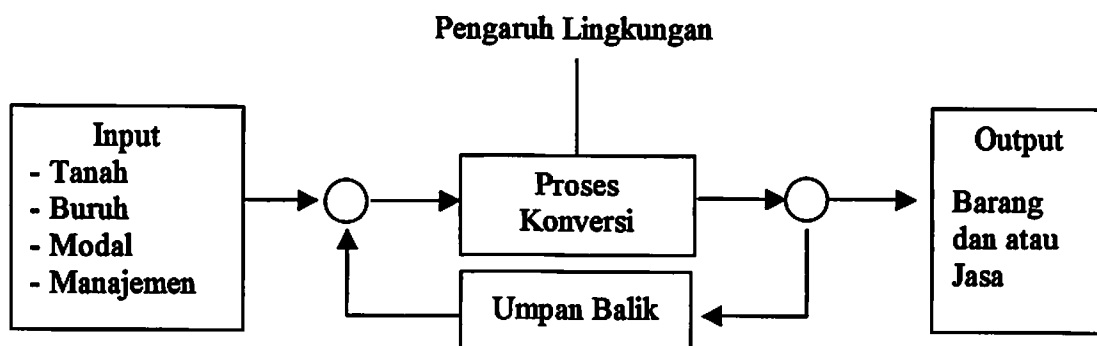 Pengaruh Lingkungan
Input
- Tanah
- Buruh
- Modal
- Manajemen
Proses
Konversi
Umpan Balik
Output
Barang
dan atau
Jasa